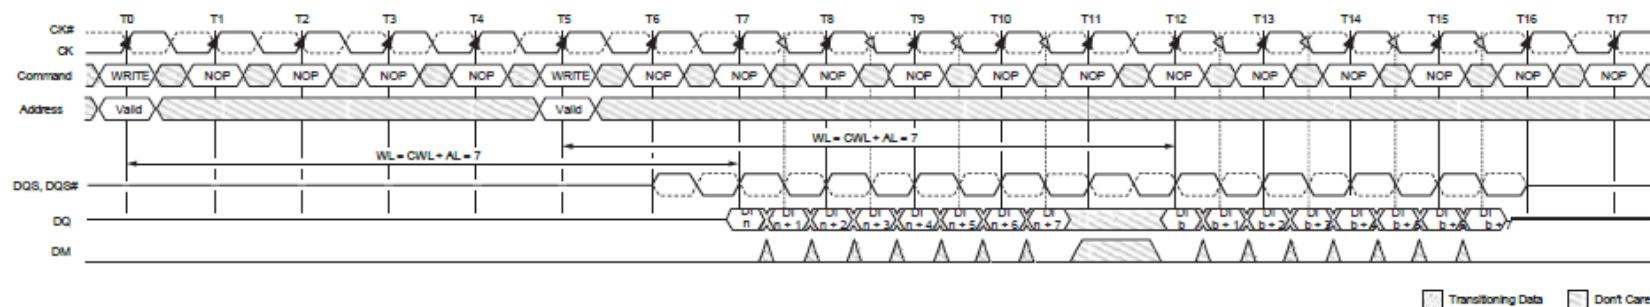 T0 T1 T2 T3 T4 T5 T6 T7 T8 T9 T10 T11 T12 T13 T14 T15 T16 T17
CK#
CK
Command WRITE NOP NOP NOP NOP WRITE NOP NOP NOP NOP NOP NOP NOP NOP NOP NOP NOP NOP
Address Valid Valid
WL = CWL + AL = 7
WL = CWL + AL = 7
DQS, DQS#
DI DI DI DI DI DI DI DI DI DI DI DI DI DI DI DI
DQ n n + 1 n + 2 n + 3 n + 4 n + 5 n + 6 n + 7 b b + 1 b + 2 b + 3 b + 4 b + 5 b + 6 b + 7
DM
Transitioning Data Don't Care